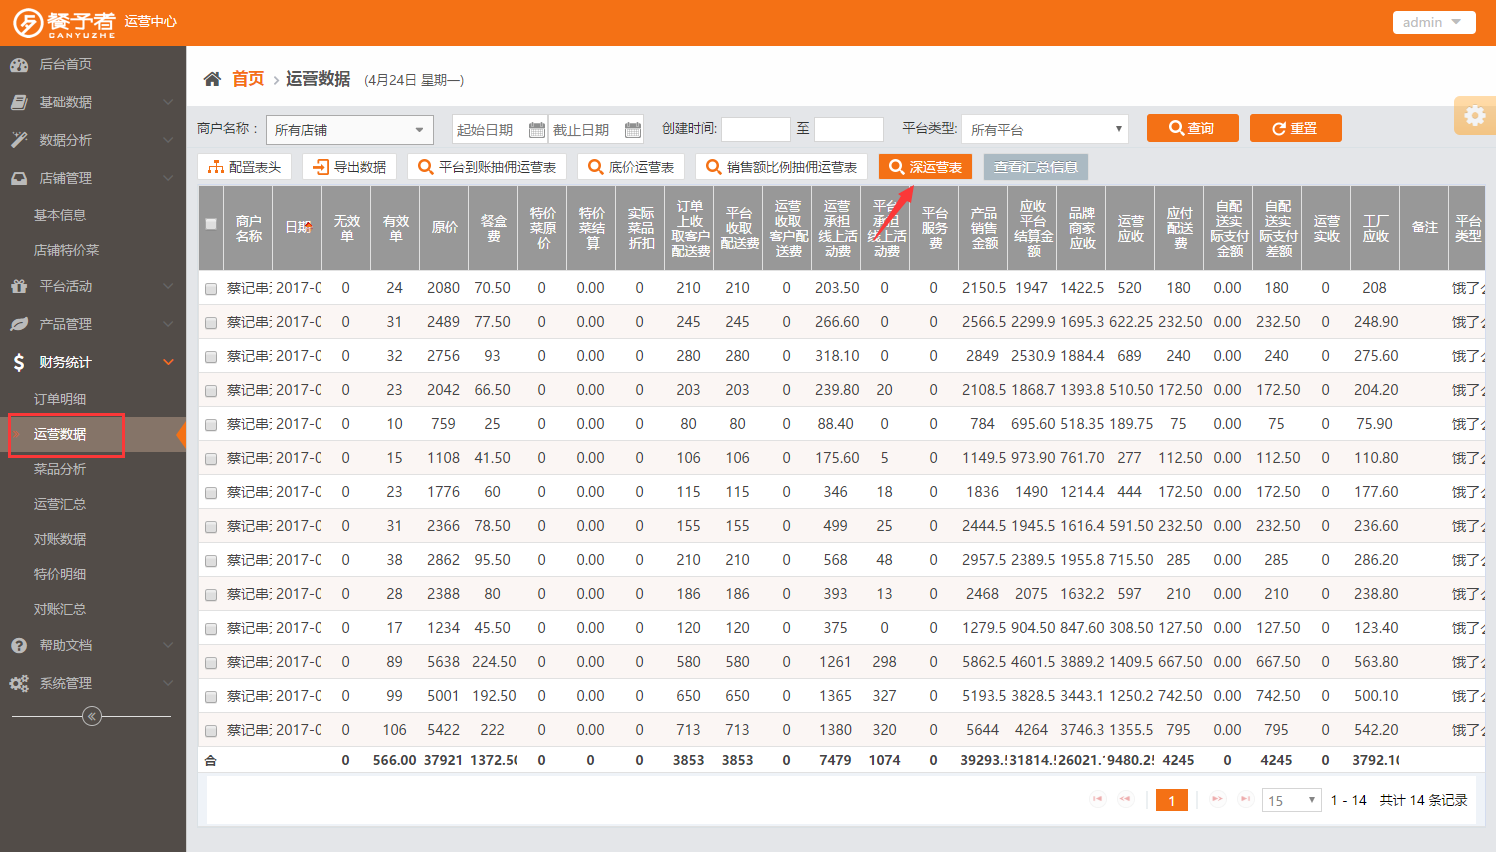 餐予者 CANYUZHE 运营中心 admin
后台首页
基础数据
数据分析
店铺管理
基本信息
店铺特价菜
平台活动
产品管理
财务统计
订单明细
运营数据
菜品分析
运营汇总
对账数据
特价明细
对账汇总
帮助文档
系统管理
首页 > 运营数据 (4月24日 星期一)
商户名称： 所有店铺 起始日期 截止日期 创建时间: 至 平台类型: 所有平台 查询 重置
配置表头 导出数据 平台到账抽佣运营表 底价运营表 销售额比例抽佣运营表 深运营表 查看汇总信息
商户名称 日期 无效单 有效单 原价 餐盒费 特价菜原价 特价菜结算 实际菜品折扣 订单上收取客户配送费 平台收取配送费 运营收取客户配送费 运营承担线上活动费 平台承担线上活动费 平台服务费 产品销售金额 应收平台结算金额 品牌商家应收 运营应收 应付配送费 自配送实际支付金额 自配送实际支付差额 运营实收 工厂应收 备注 平台类型
蔡记串 2017-0 0 24 2080 70.50 0 0.00 0 210 210 0 203.50 0 0 2150.5 1947 1422.5 520 180 0.00 180 0 208 饿了
蔡记串 2017-0 0 31 2489 77.50 0 0.00 0 245 245 0 266.60 0 0 2566.5 2299.9 1695.3 622.25 232.50 0.00 232.50 0 248.90 饿了
蔡记串 2017-0 0 32 2756 93 0 0.00 0 280 280 0 318.10 0 0 2849 2530.9 1884.4 689 240 0.00 240 0 275.60 饿了
蔡记串 2017-0 0 23 2042 66.50 0 0.00 0 203 203 0 239.80 20 0 2108.5 1868.7 1393.8 510.50 172.50 0.00 172.50 0 204.20 饿了
蔡记串 2017-0 0 10 759 25 0 0.00 0 80 80 0 88.40 0 0 784 695.60 518.35 189.75 75 0.00 75 0 75.90 饿了
蔡记串 2017-0 0 15 1108 41.50 0 0.00 0 106 106 0 175.60 5 0 1149.5 973.90 761.70 277 112.50 0.00 112.50 0 110.80 饿了
蔡记串 2017-0 0 23 1776 60 0 0.00 0 115 115 0 346 18 0 1836 1490 1214.4 444 172.50 0.00 172.50 0 177.60 饿了
蔡记串 2017-0 0 31 2366 78.50 0 0.00 0 155 155 0 499 25 0 2444.5 1945.5 1616.4 591.50 232.50 0.00 232.50 0 236.60 饿了
蔡记串 2017-0 0 38 2862 95.50 0 0.00 0 210 210 0 568 48 0 2957.5 2389.5 1955.8 715.50 285 0.00 285 0 286.20 饿了
蔡记串 2017-0 0 28 2388 80 0 0.00 0 186 186 0 393 13 0 2468 2075 1632.2 597 210 0.00 210 0 238.80 饿了
蔡记串 2017-0 0 17 1234 45.50 0 0.00 0 120 120 0 375 0 0 1279.5 904.50 847.60 308.50 127.50 0.00 127.50 0 123.40 饿了
蔡记串 2017-0 0 89 5638 224.50 0 0.00 0 580 580 0 1261 298 0 5862.5 4601.5 3889.2 1409.5 667.50 0.00 667.50 0 563.80 饿了
蔡记串 2017-0 0 99 5001 192.50 0 0.00 0 650 650 0 1365 327 0 5193.5 3828.5 3443.1 1250.2 742.50 0.00 742.50 0 500.10 饿了
蔡记串 2017-0 0 106 5422 222 0 0.00 0 713 713 0 1380 320 0 5644 4264 3746.3 1355.5 795 0.00 795 0 542.20 饿了
合 0 566.00 37921 1372.50 0 0 0 3853 3853 0 7479 1074 0 39293. 31814. 26021. 9480.25 4245 0 4245 0 3792.10
1 15 1 - 14 共计 14 条记录